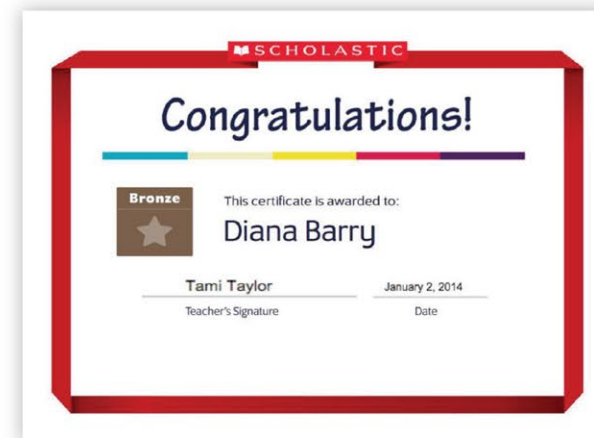 SCHOLASTIC
Congratulations!
Bronze
This certificate is awarded to:
Diana Barry
Tami Taylor
January 2, 2014
Teacher's Signature
Date